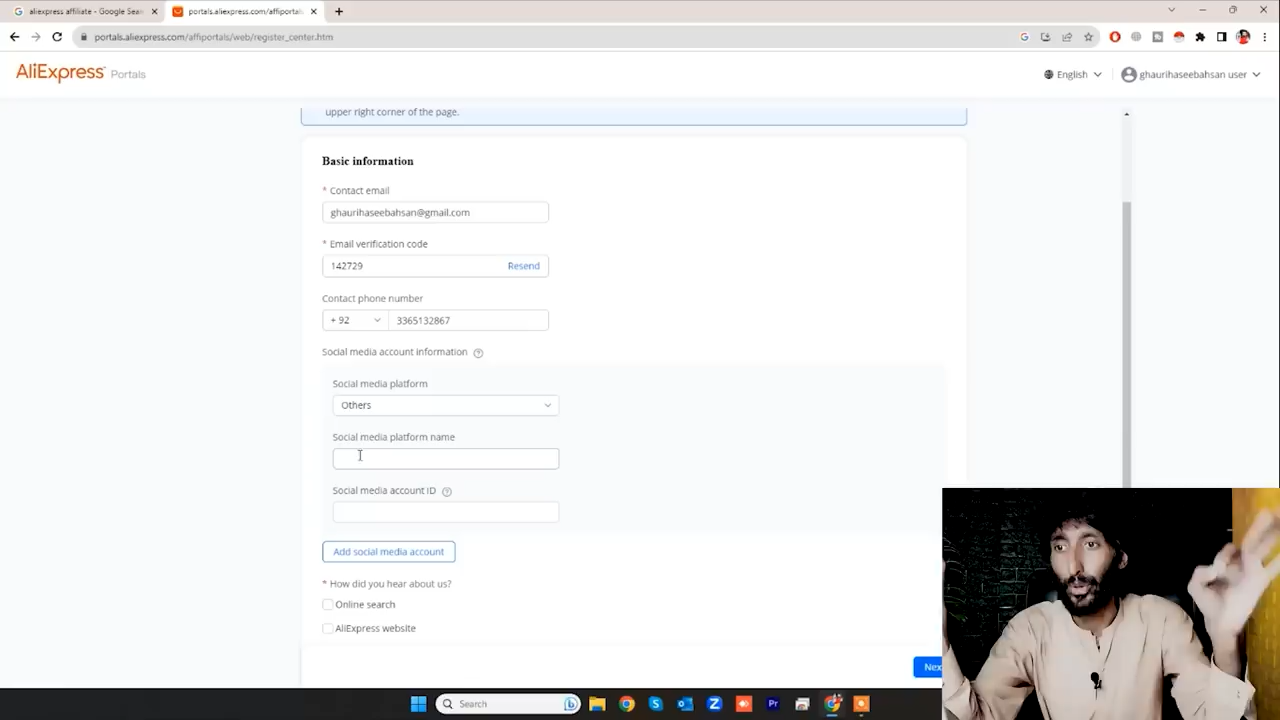 aliexpress affiliate - Google Sear
portals.aliexpress.com/affiportals
portals.aliexpress.com/affiportals/web/register_center.htm
AliExpress Portals
English
ghaurihaseebahsan user
upper right corner of the page.
Basic information
* Contact email
ghaurihaseebahsan@gmail.com
* Email verification code
142729
Resend
Contact phone number
+ 92
3365132867
Social media account information
Social media platform
Others
Social media platform name
Social media account ID
Add social media account
* How did you hear about us?
Online search
AliExpress website
Nex
Search